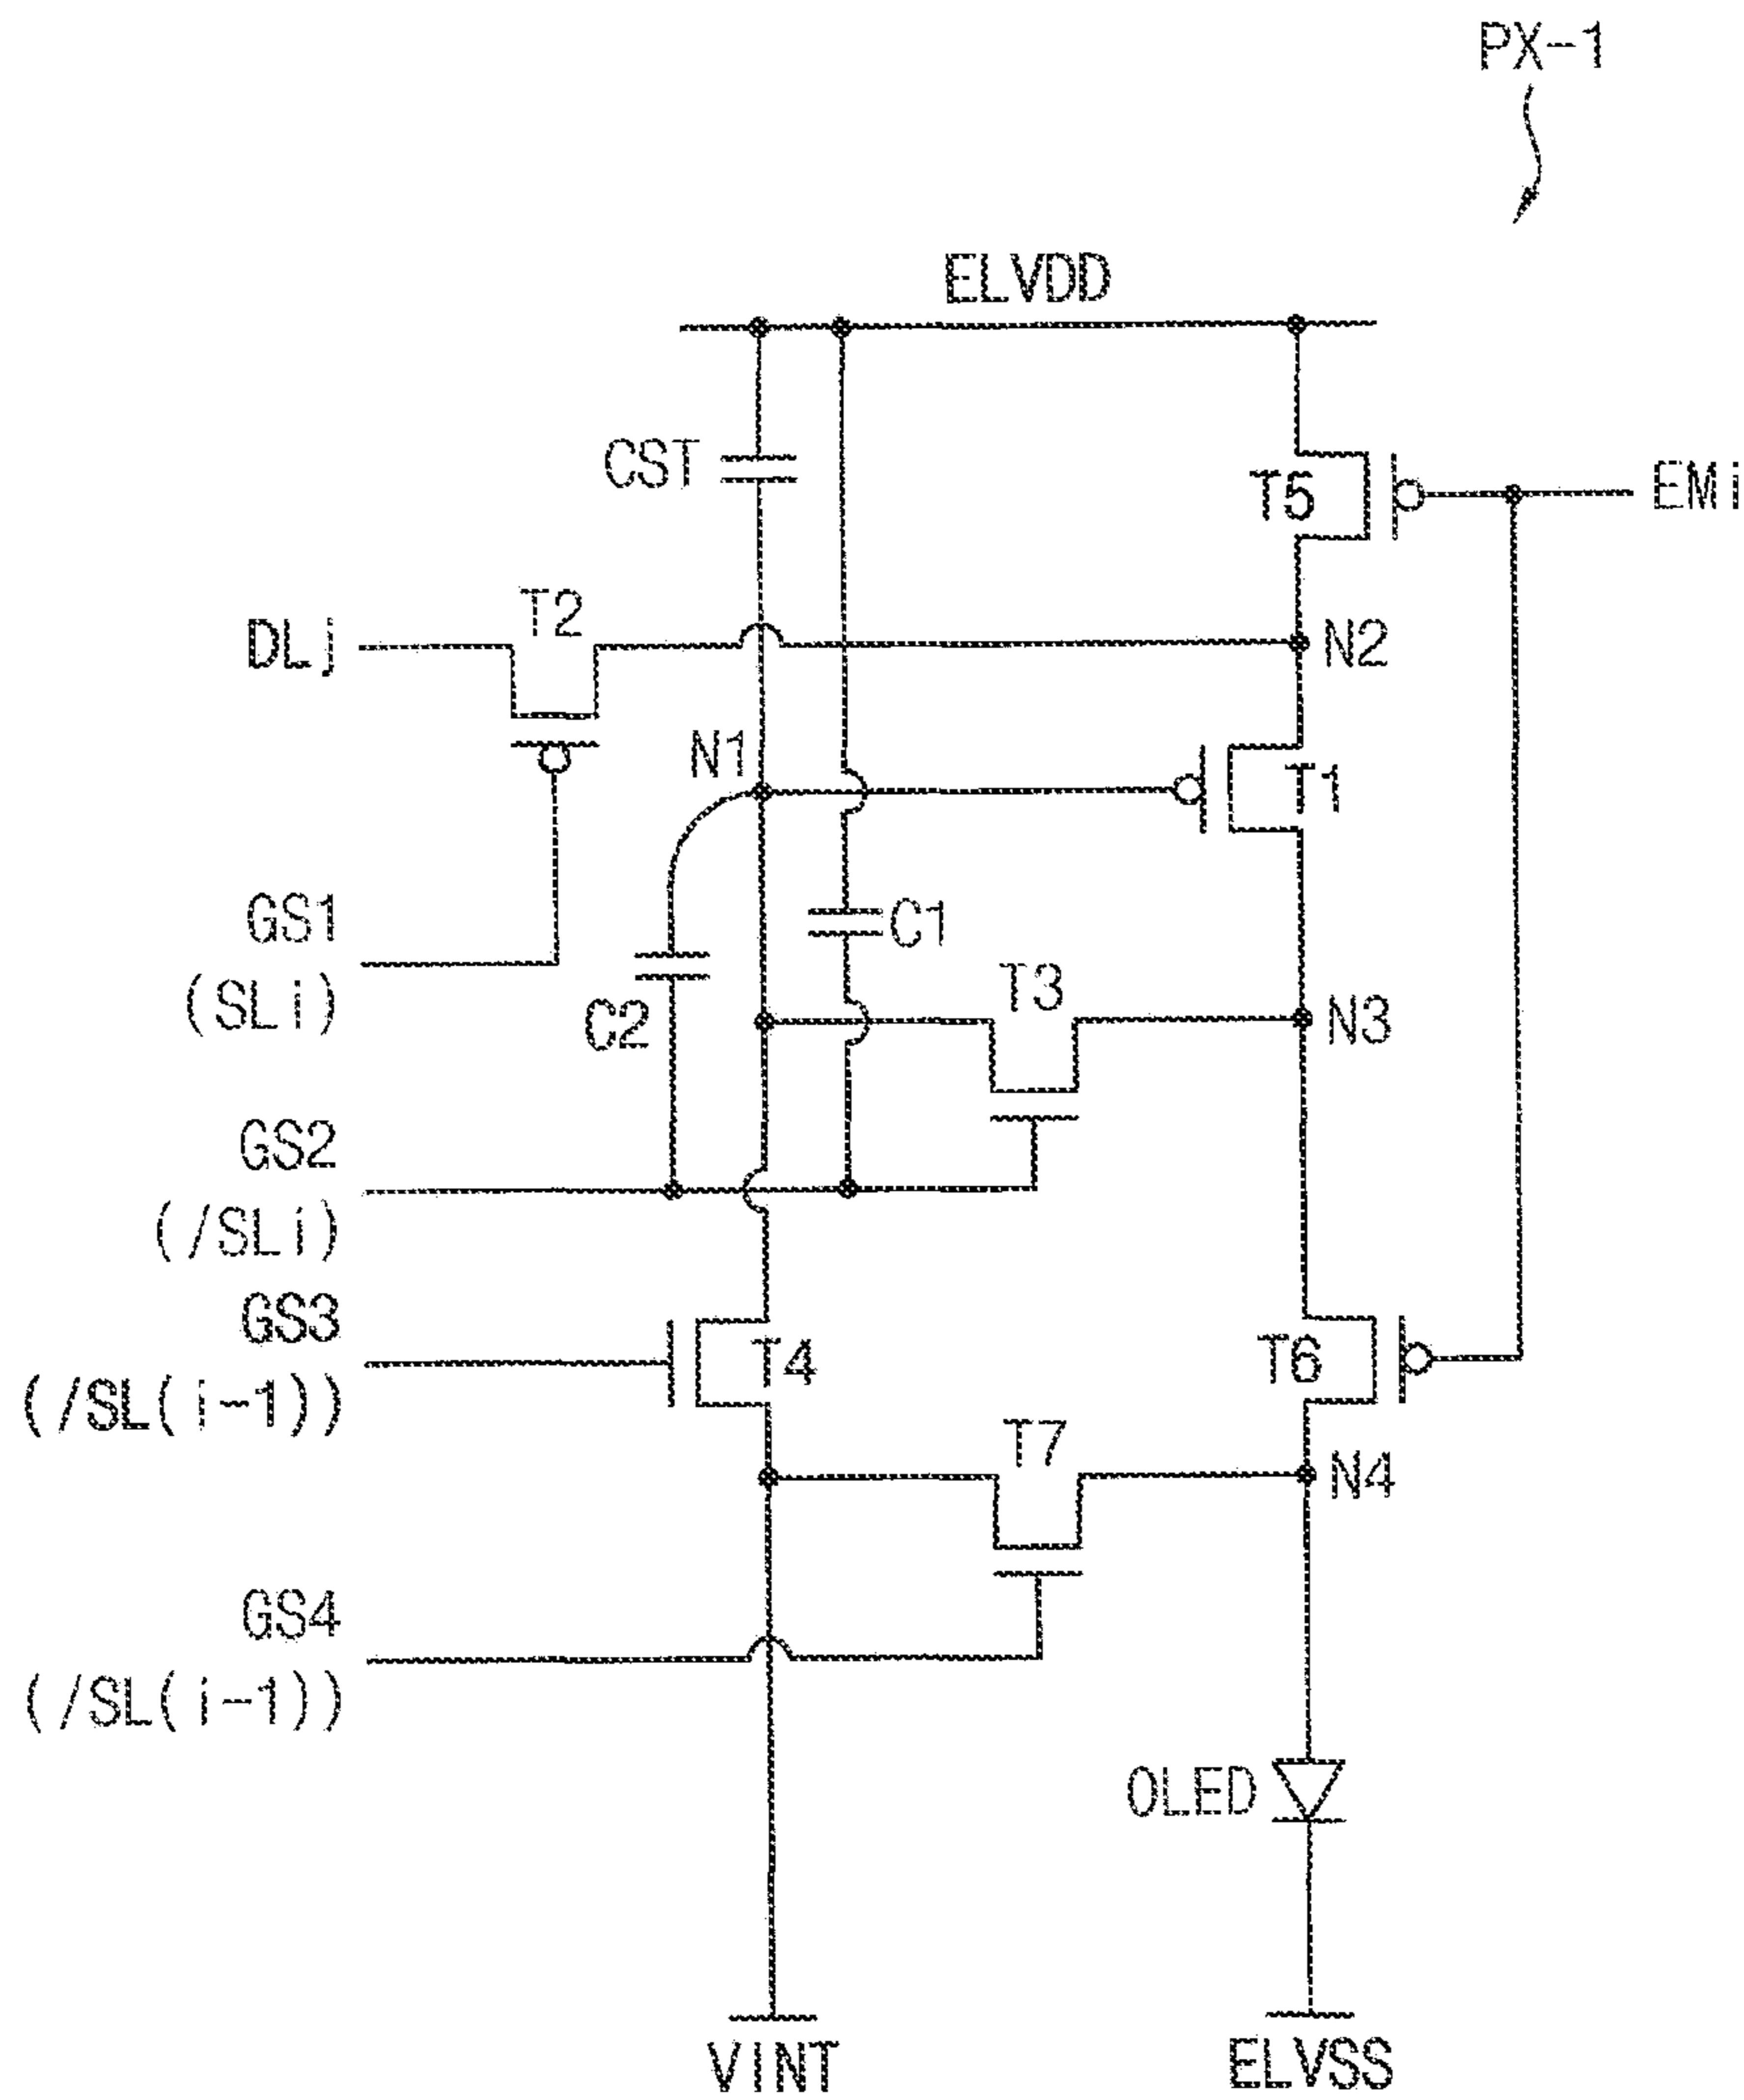 PX-1
ELVDD
CST
T5
EMi
T2
DLj
N2
N1
T1
GS1
C1
(SLi)
T3
C2
N3
GS2
(/SLi)
GS3
T4
T6
(/SL(i-1))
T7
N4
GS4
(/SL(i-1))
OLED
VINT
ELVSS